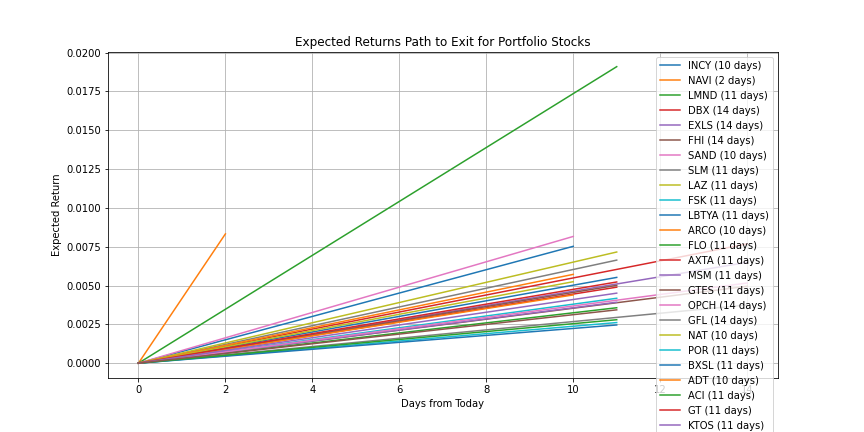 Expected Returns Path to Exit for Portfolio Stocks
0.0200
0.0175
0.0150
0.0125
0.0100
0.0075
0.0050
0.0025
0.0000
Expected Return
0 2 4 6 8 10 12 14
Days from Today
INCY (10 days)
NAVI (2 days)
LMND (11 days)
DBX (14 days)
EXLS (14 days)
FHI (14 days)
SAND (10 days)
SLM (11 days)
LAZ (11 days)
FSK (11 days)
LBTYA (11 days)
ARCO (10 days)
FLO (11 days)
AXTA (11 days)
MSM (11 days)
GTES (11 days)
OPCH (14 days)
GFL (14 days)
NAT (10 days)
POR (11 days)
BXSL (11 days)
ADT (10 days)
ACI (11 days)
GT (11 days)
KTOS (11 days)